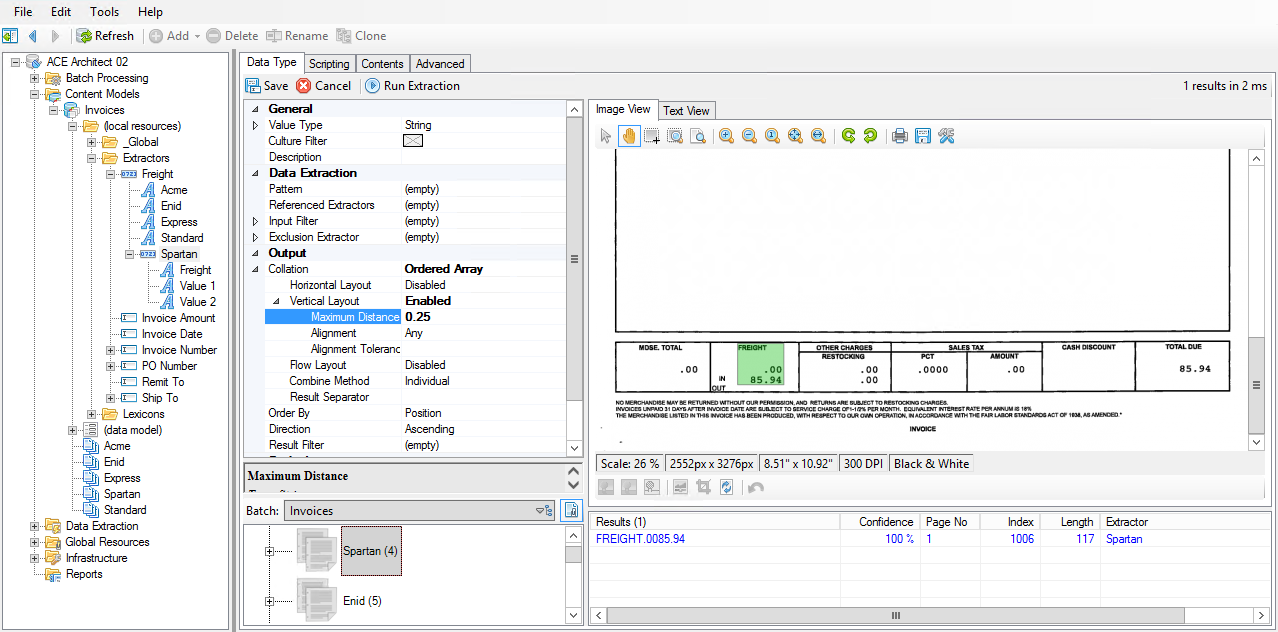 File Edit Tools Help
Refresh Add Delete Rename Clone
ACE Architect 02
Batch Processing
Content Models
Invoices
(local resources)
_Global
Extractors
Freight
Acme
Enid
Express
Standard
Spartan
Freight
Value 1
Value 2
Invoice Amount
Invoice Date
Invoice Number
PO Number
Remit To
Ship To
Lexicons
(data model)
Acme
Enid
Express
Spartan
Standard
Data Extraction
Global Resources
Infrastructure
Reports
Data Type Scripting Contents Advanced
Save Cancel Run Extraction 1 results in 2 ms
General
Value Type String
Culture Filter
Description
Data Extraction
Pattern (empty)
Referenced Extractors (empty)
Input Filter (empty)
Exclusion Extractor (empty)
Output
Collation Ordered Array
Horizontal Layout Disabled
Vertical Layout Enabled
Maximum Distance 0.25
Alignment Any
Alignment Toleranc
Flow Layout Disabled
Combine Method Individual
Result Separator
Order By Position
Direction Ascending
Result Filter (empty)
Maximum Distance
Batch: Invoices
Spartan (4)
Enid (5)
Image View Text View
MDSE. TOTAL FREIGHT OTHER CHARGES SALES TAX CASH DISCOUNT TOTAL DUE
RESTOCKING PCT AMOUNT
.00 .00 .00 .0000 .00 85.94
IN 85.94 .00
OUT
NO MERCHANDISE MAY BE RETURNED WITHOUT OUR PERMISSION, AND RETURNS ARE SUBJECT TO RESTOCKING CHARGES.
INVOICES UNPAID 31 DAYS AFTER INVOICE DATE ARE SUBJECT TO SERVICE CHARGE OF 1-1/2% PER MONTH. EQUIVALENT INTEREST RATE PER ANNUM IS 18%
THE MERCHANDISE LISTED IN THIS INVOICE HAS BEEN PRODUCED, WITH RESPECT TO OUR OWN OPERATION, IN ACCORDANCE WITH THE FAIR LABOR STANDARDS ACT OF 1938, AS AMENDED.*
INVOICE
Scale: 26 % 2552px x 3276px 8.51" x 10.92" 300 DPI Black & White
Results (1) Confidence Page No Index Length Extractor
FREIGHT.0085.94 100 % 1 1006 117 Spartan